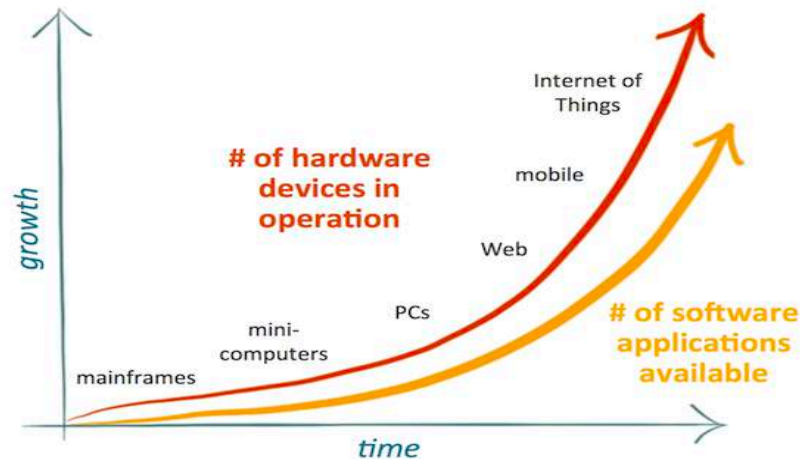 Internet of
Things
# of hardware
devices in
operation
mobile
growth
Web
PCs
mini-
computers
mainframes
# of software
applications
available
time